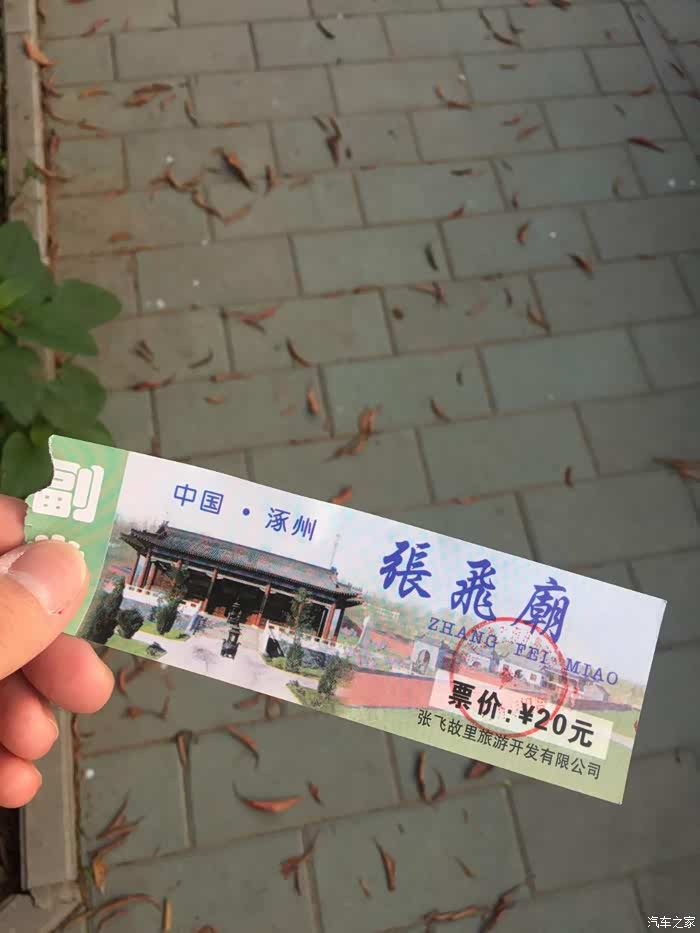 副
中国·涿州
張飛廟
ZHANG FEI MIAO
票价:¥20元
张飞故里旅游开发有限公司
汽车之家